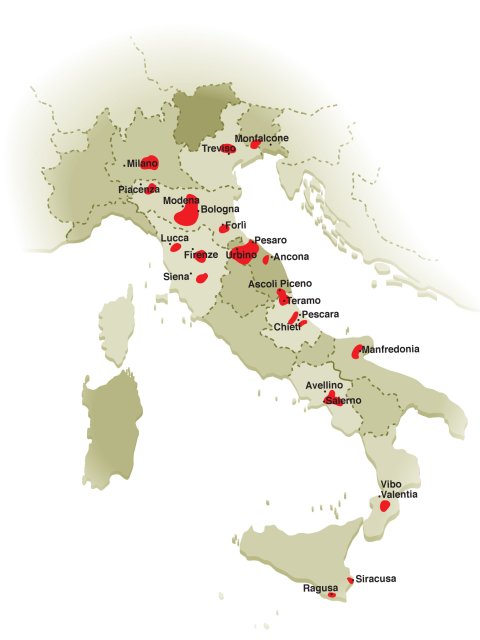 Monfalcone
Treviso
Milano
Piacenza
Modena
Bologna
Forlì
Lucca
Pesaro
Firenze
Urbino
Ancona
Siena
Ascoli Piceno
Teramo
Pescara
Chieti
Manfredonia
Avellino
Salerno
Vibo
Valentia
Siracusa
Ragusa